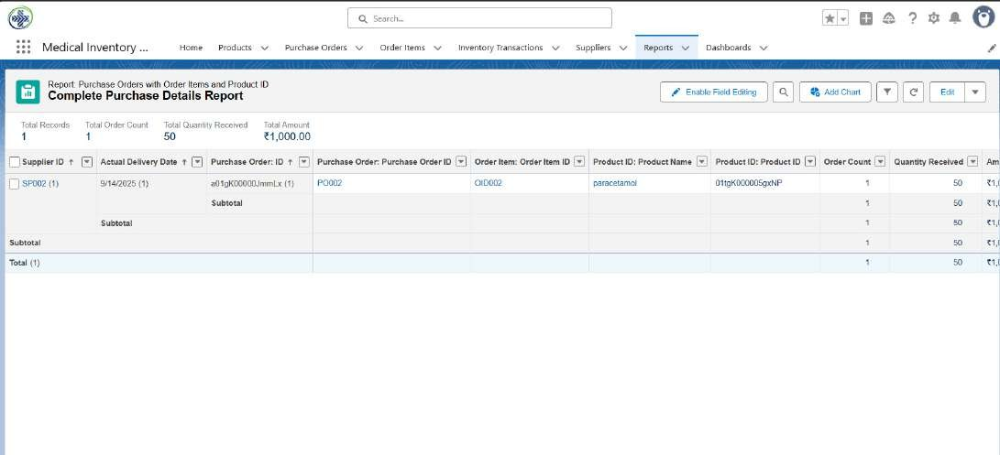 Search...
Medical Inventory ...
Home
Products
Purchase Orders
Order Items
Inventory Transactions
Suppliers
Reports
Dashboards
Report: Purchase Orders with Order Items and Product ID
Complete Purchase Details Report
Enable Field Editing
Add Chart
Edit
Total Records Total Order Count Total Quantity Received Total Amount
1 1 50 ₹1,000.00
Supplier ID ↑ Actual Delivery Date ↑ Purchase Order: ID ↑ Purchase Order: Purchase Order ID Order Item: Order Item ID Product ID: Product Name Product ID: Product ID Order Count Quantity Received Am
SP002 (1) 9/14/2025 (1) a01gK00000JmmLx (1) PO002 OID002 paracetamol 01tgK000005gxNP 1 50 ₹1,
Subtotal 1 50 ₹1,
Subtotal 1 50 ₹1,
Subtotal 1 50 ₹1,
Total (1) 1 50 ₹1,